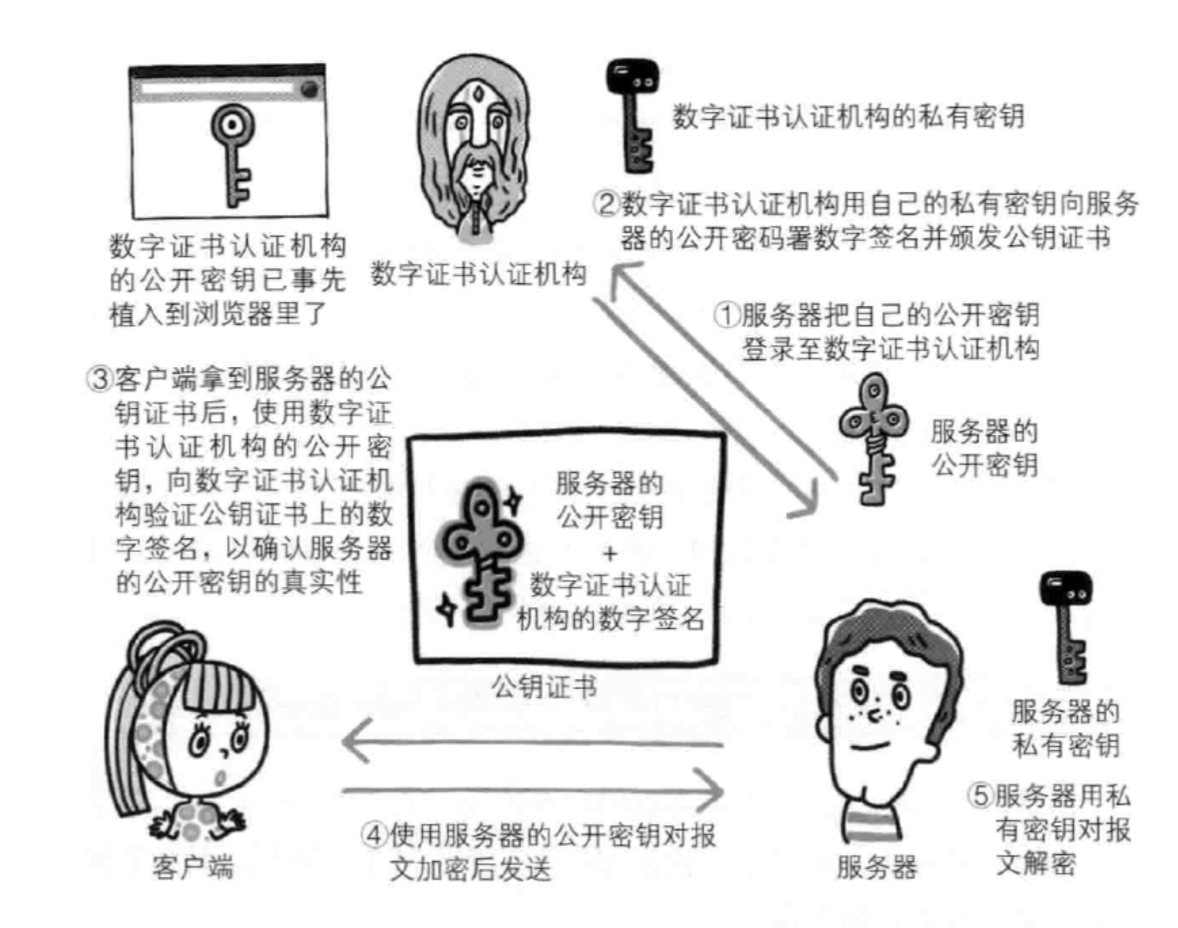 数字证书认证机构的私有密钥
②数字证书认证机构用自己的私有密钥向服务
器的公开密码署数字签名并颁发公钥证书
数字证书认证机构
的公开密钥已事先
植入到浏览器里了
数字证书认证机构
①服务器把自己的公开密钥
登录至数字证书认证机构
服务器的
公开密钥
③客户端拿到服务器的公
钥证书后，使用数字证
书认证机构的公开密
钥，向数字证书认证机
构验证公钥证书上的数
字签名，以确认服务器
的公开密钥的真实性
服务器的
公开密钥
+
数字证书认证
机构的数字签名
公钥证书
服务器的
私有密钥
⑤服务器用私
有密钥对报
文解密
④使用服务器的公开密钥对报
文加密后发送
客户端
服务器